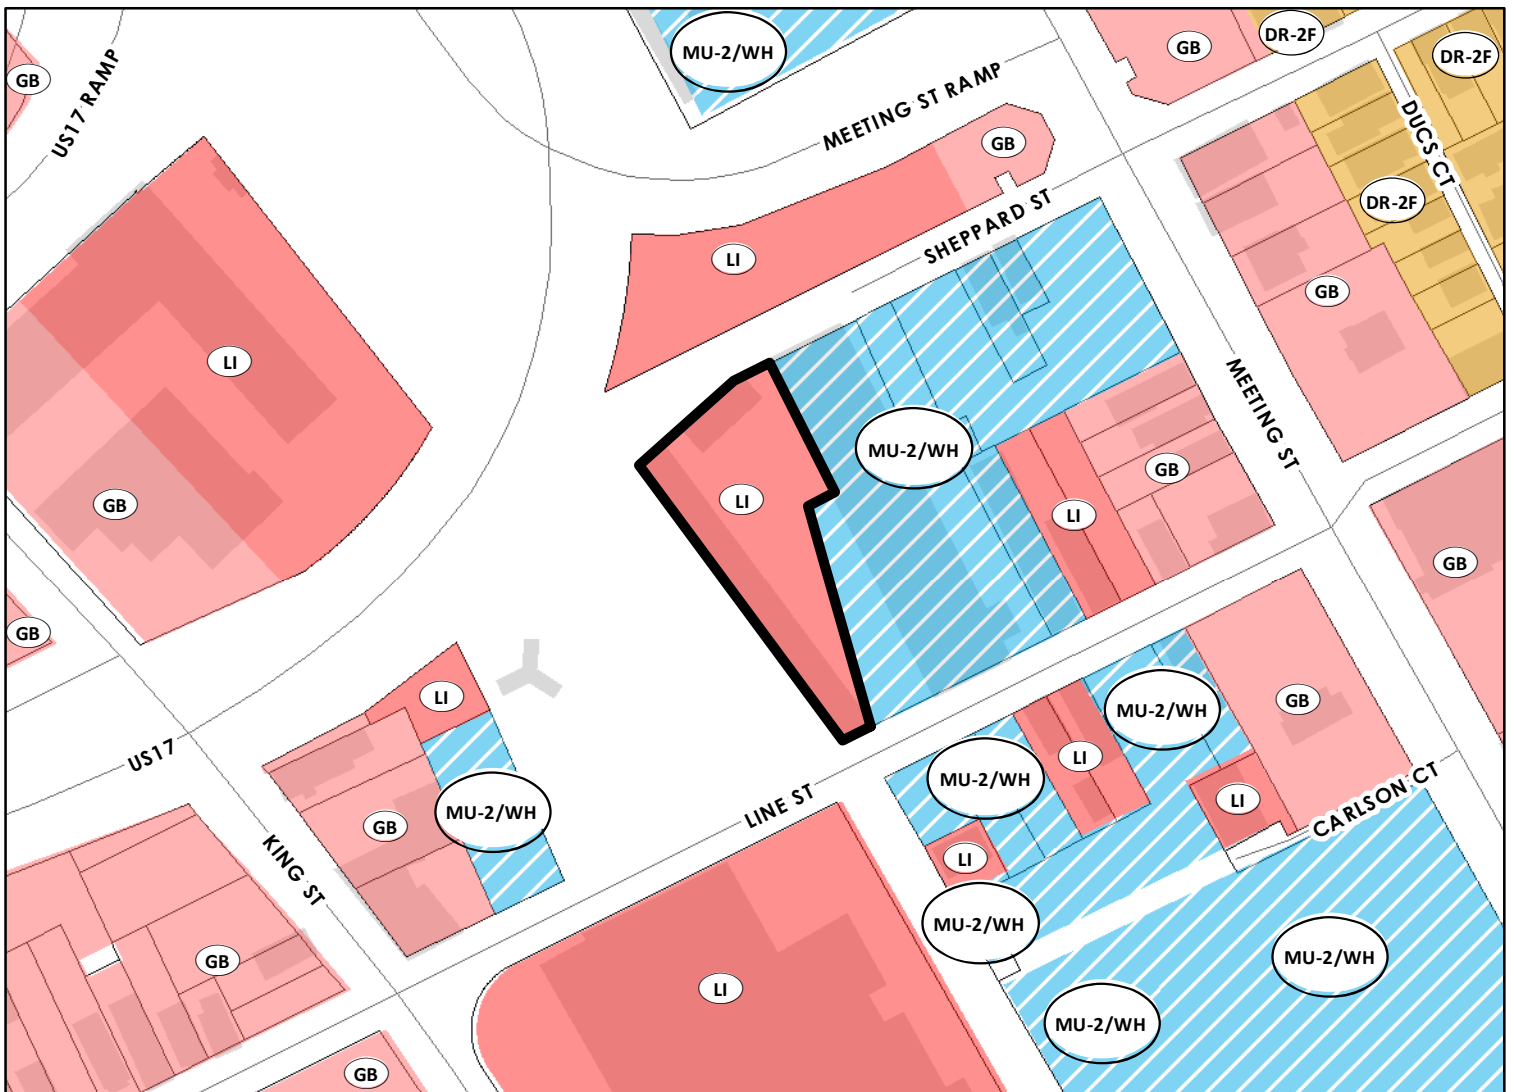 DR-2F
GB
MU-2/WH
DR-2F
GB
US17 RAMP
MEETING ST RAMP
GB
DUCS CT
DR-2F
SHEPPARD ST
LI
GB
LI
MEETING ST
MU-2/WH
GB
LI
GB
LI
GB
GB
LI
GB
MU-2/WH
US17
LI
MU-2/WH
LI
LINE ST
CARLSON CT
MU-2/WH
GB
LI
KING ST
MU-2/WH
GB
MU-2/WH
LI
MU-2/WH
GB